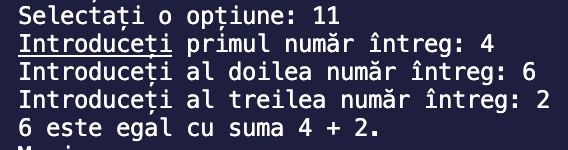 Selectați o opțiune: 11
Introduceți primul număr întreg: 4
Introduceți al doilea număr întreg: 6
Introduceți al treilea număr întreg: 2
6 este egal cu suma 4 + 2.